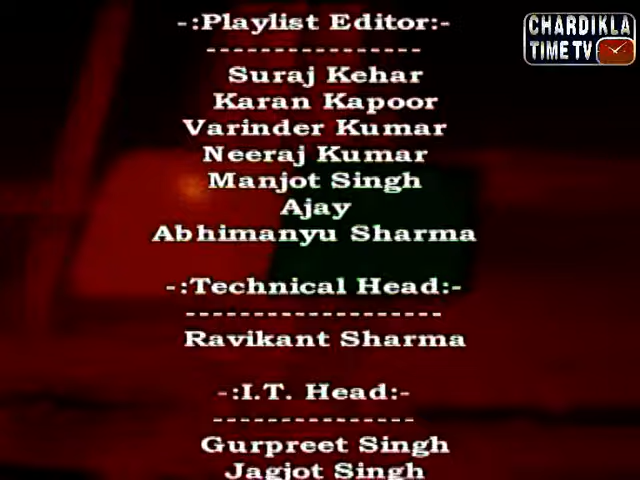 -:Playlist Editor:-
----------------
Suraj Kehar
Karan Kapoor
Varinder Kumar
Neeraj Kumar
Manjot Singh
Ajay
Abhimanyu Sharma
-:Technical Head:-
-------------------
Ravikant Sharma
-:I.T. Head:-
---------------
Gurpreet Singh
Jagjot Singh
CHARDIKLA
TIME TV